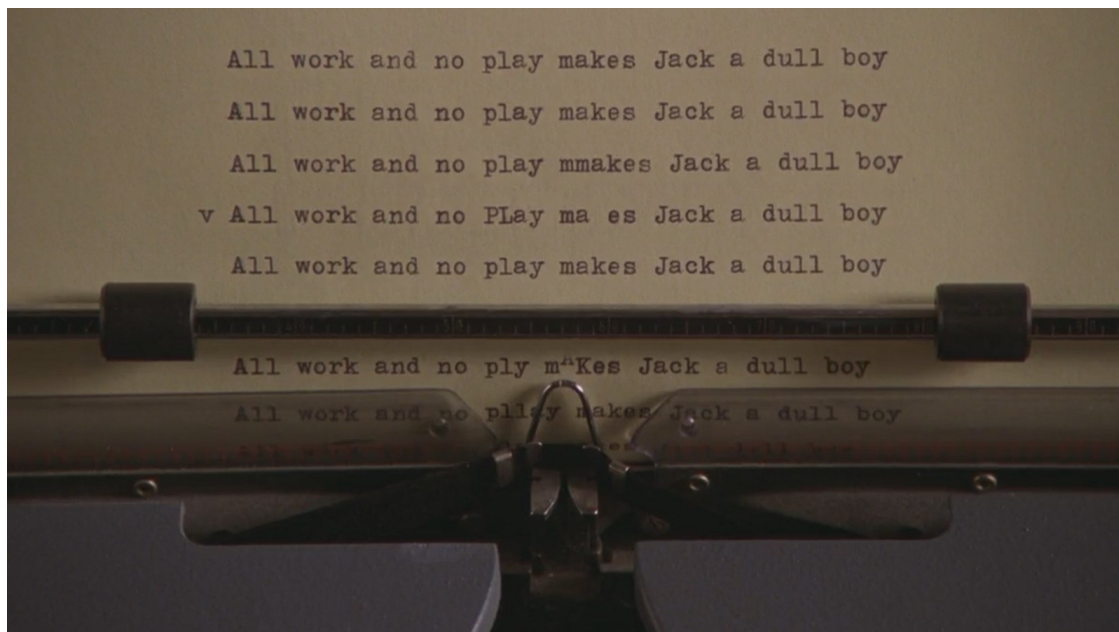 All work and no play makes Jack a dull boy
All work and no play makes Jack a dull boy
All work and no play mmakes Jack a dull boy
v All work and no PLay ma es Jack a dull boy
All work and no play makes Jack a dull boy
All work and no ply m^Kes Jack a dull boy
All work and no pllay makes Jack a dull boy